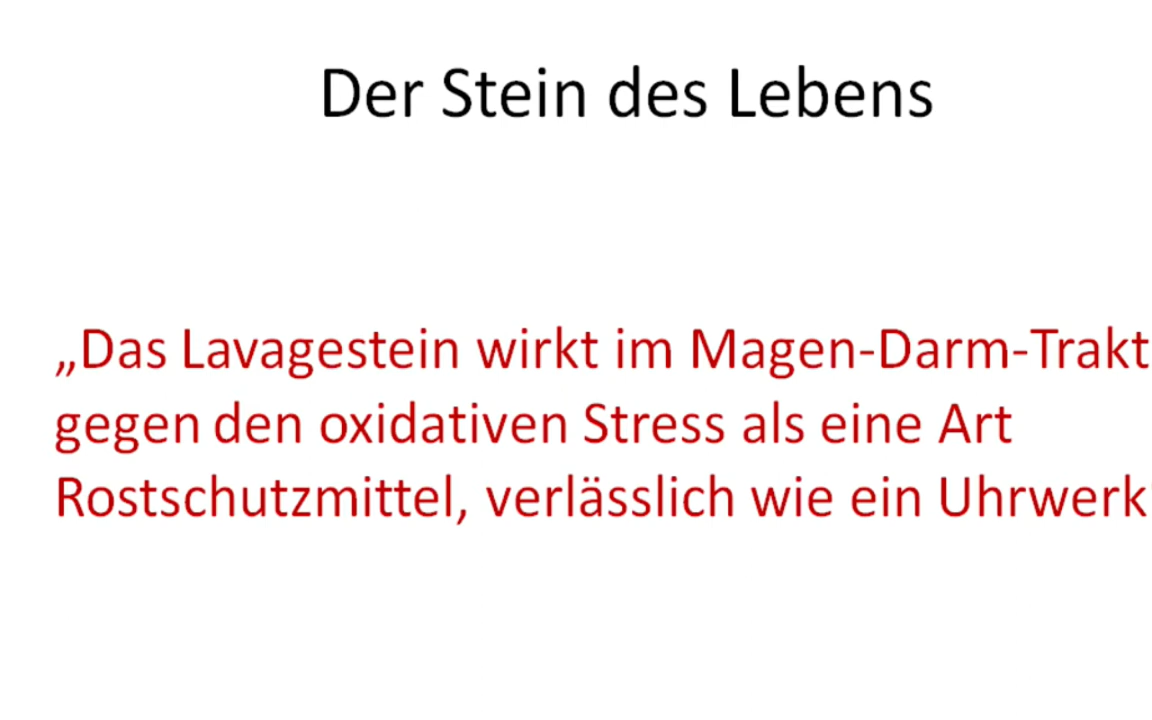 Der Stein des Lebens
„Das Lavagestein wirkt im Magen-Darm-Trakt
gegen den oxidativen Stress als eine Art
Rostschutzmittel, verlässlich wie ein Uhrwerk